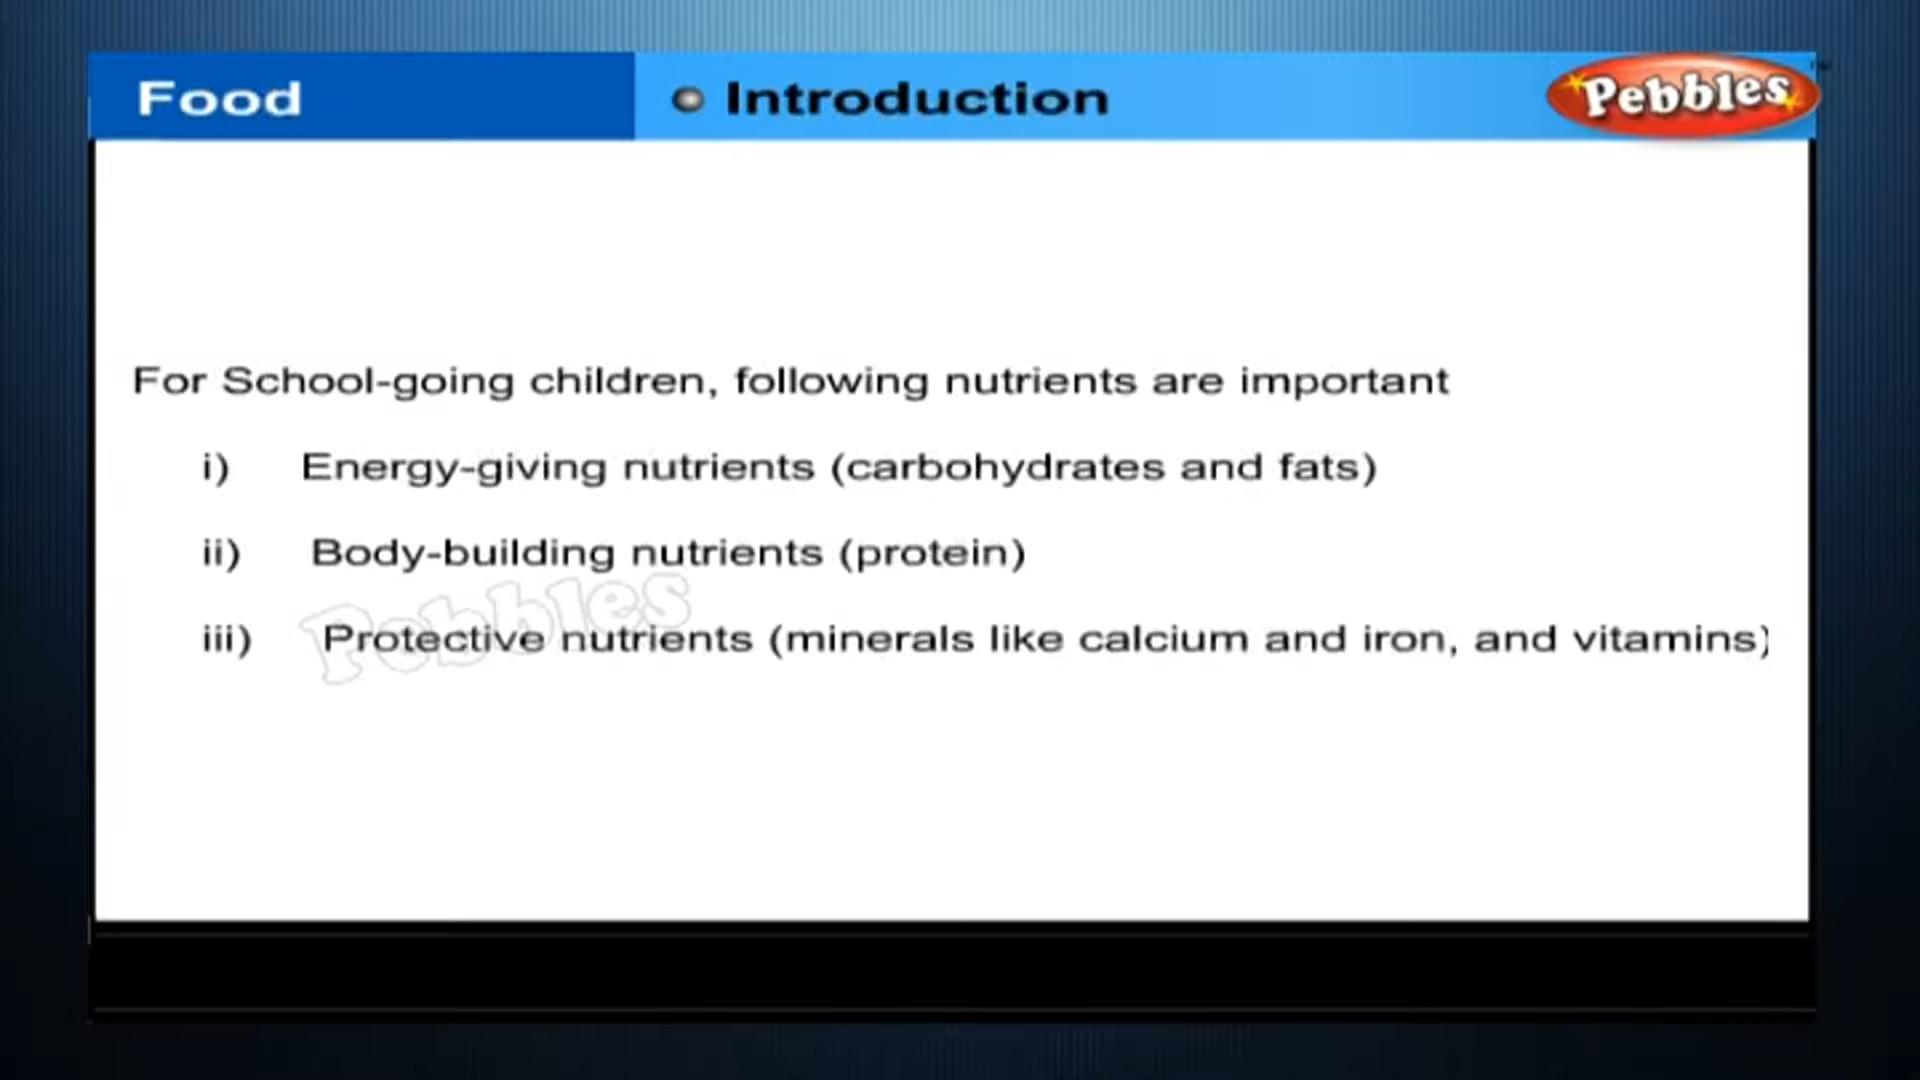 Food
Introduction
Pebbles
For School-going children, following nutrients are important
i) Energy-giving nutrients (carbohydrates and fats)
ii) Body-building nutrients (protein)
Pebbles
iii) Protective nutrients (minerals like calcium and iron, and vitamins)